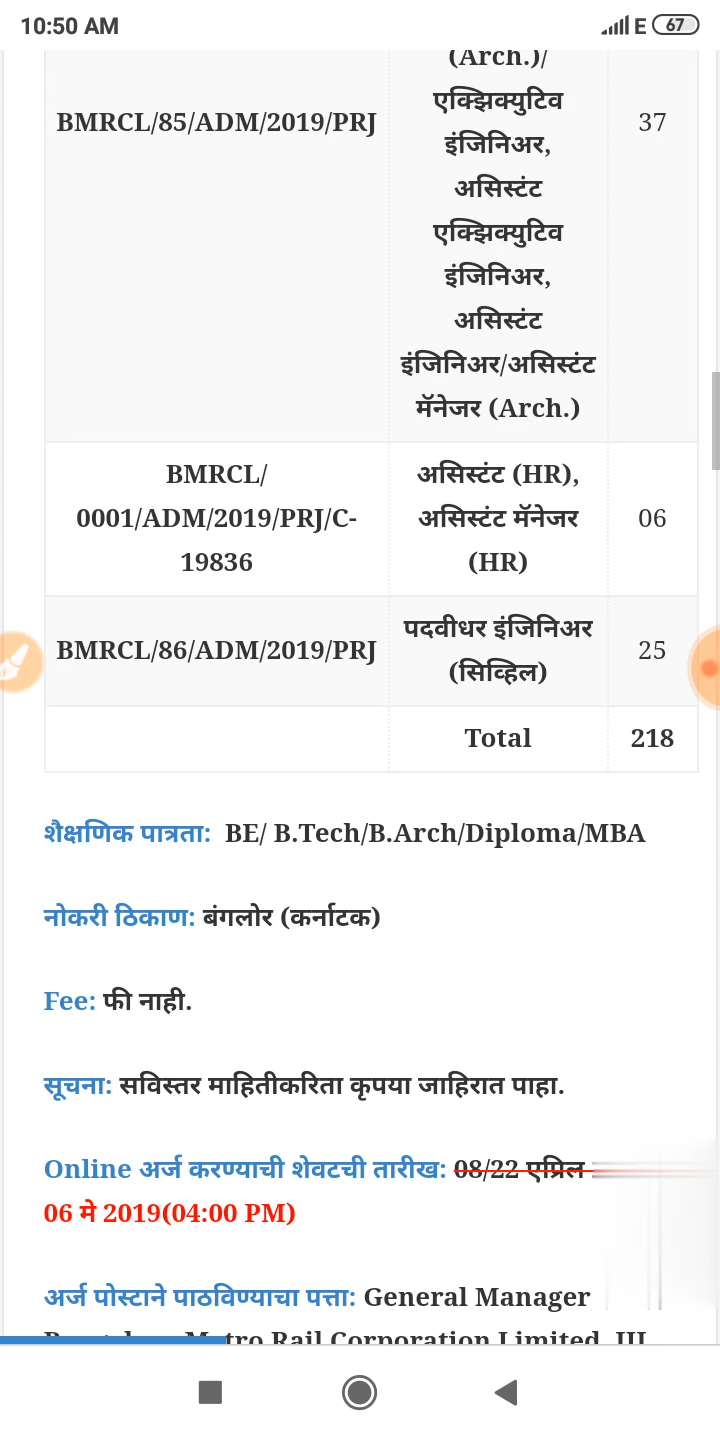 10:50 AM
E 67
(Arch.)/
एक्झिक्युटिव
इंजिनिअर,
असिस्टंट
एक्झिक्युटिव
इंजिनिअर,
असिस्टंट
इंजिनिअर/असिस्टंट
मॅनेजर (Arch.)
BMRCL/85/ADM/2019/PRJ
37
BMRCL/
0001/ADM/2019/PRJ/C-
19836
असिस्टंट (HR),
असिस्टंट मॅनेजर
(HR)
06
BMRCL/86/ADM/2019/PRJ
पदवीधर इंजिनिअर
(सिव्हिल)
25
Total 218
शैक्षणिक पात्रता: BE/ B.Tech/B.Arch/Diploma/MBA
नोकरी ठिकाण: बंगलोर (कर्नाटक)
Fee: फी नाही.
सूचना: सविस्तर माहितीकरिता कृपया जाहिरात पाहा.
Online अर्ज करण्याची शेवटची तारीख: 08/22 एप्रिल
06 मे 2019(04:00 PM)
अर्ज पोस्टाने पाठविण्याचा पत्ता: General Manager
Rail Corporation Limited, III